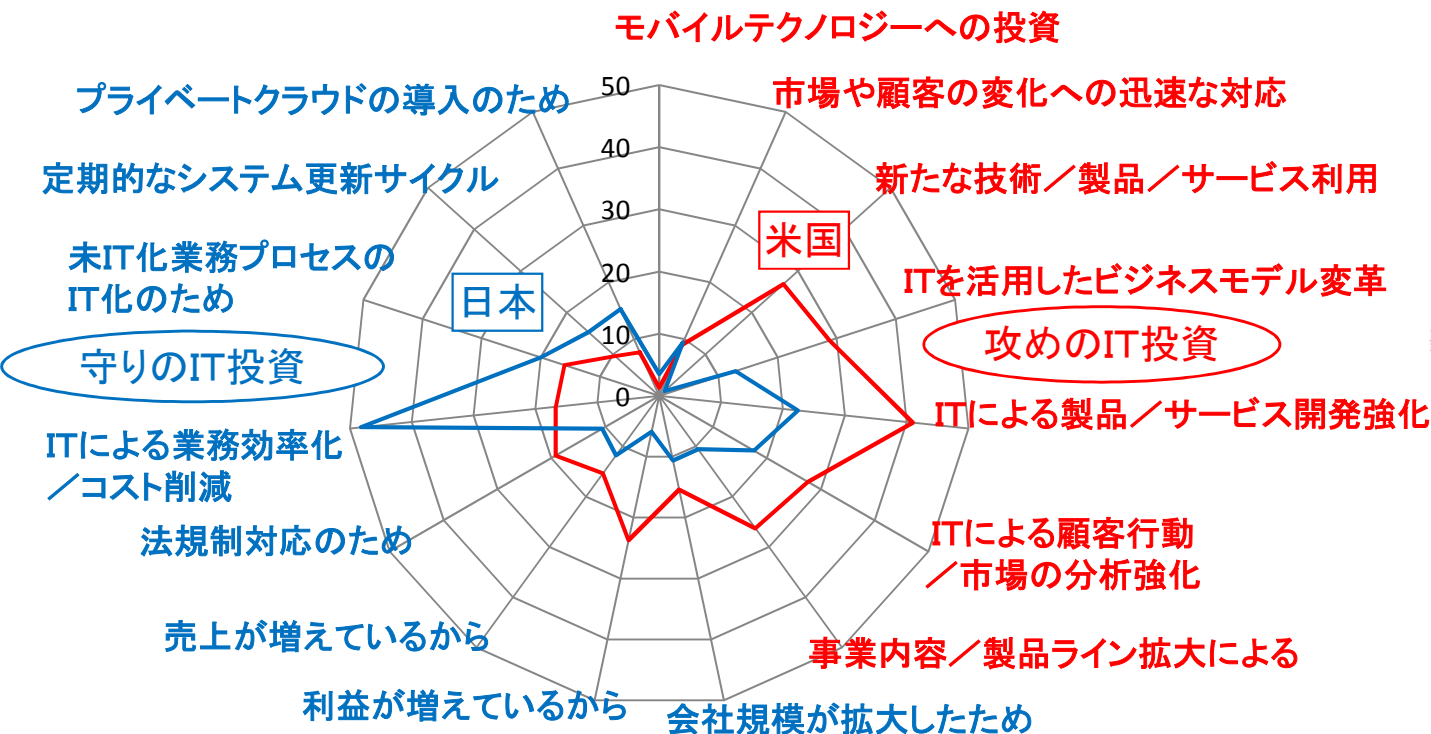 モバイルテクノロジーへの投資
市場や顧客の変化への迅速な対応
新たな技術／製品／サービス利用
ITを活用したビジネスモデル変革
攻めのIT投資
ITによる製品／サービス開発強化
ITによる顧客行動
／市場の分析強化
事業内容／製品ライン拡大による
会社規模が拡大したため
利益が増えているから
売上が増えているから
法規制対応のため
ITによる業務効率化
／コスト削減
守りのIT投資
未IT化業務プロセスの
IT化のため
定期的なシステム更新サイクル
プライベートクラウドの導入のため
50
40
30
20
10
0
米国
日本